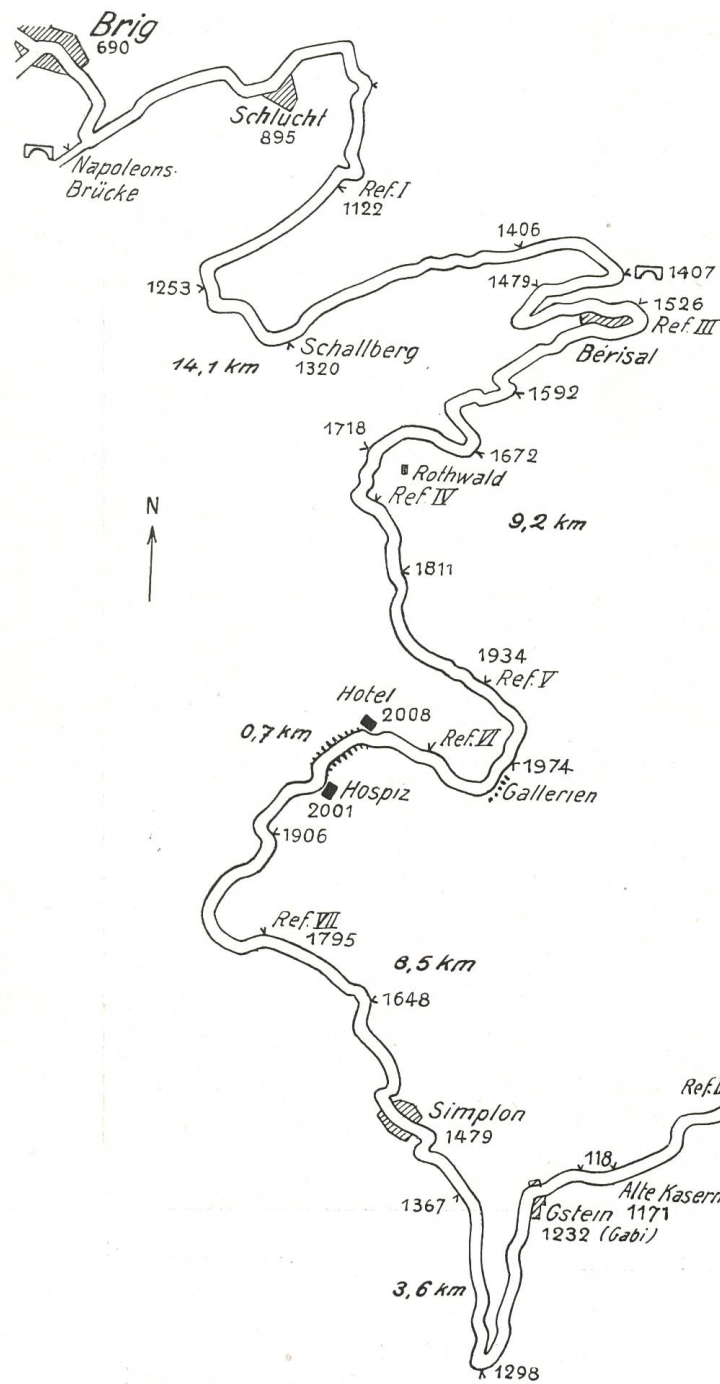 Brig
690
Schlucht
895
Napoleons-
Brücke
Ref. I
1122
1406
1407
1253
1479
1526
Ref. III
Schallberg
1320
14,1 km
Bérisal
1592
1718
1672
Rothwald
Ref IV
N
9,2 km
1811
1934
Ref. V
Hotel
2008
0,7 km
Ref. VI
1974
Gallerien
Hospiz
2001
1906
Ref. VII
1795
8,5 km
1648
Simplon
1479
118
Alte Kasern
1171
1367
Gstein
1232 (Gabi)
3,6 km
1298